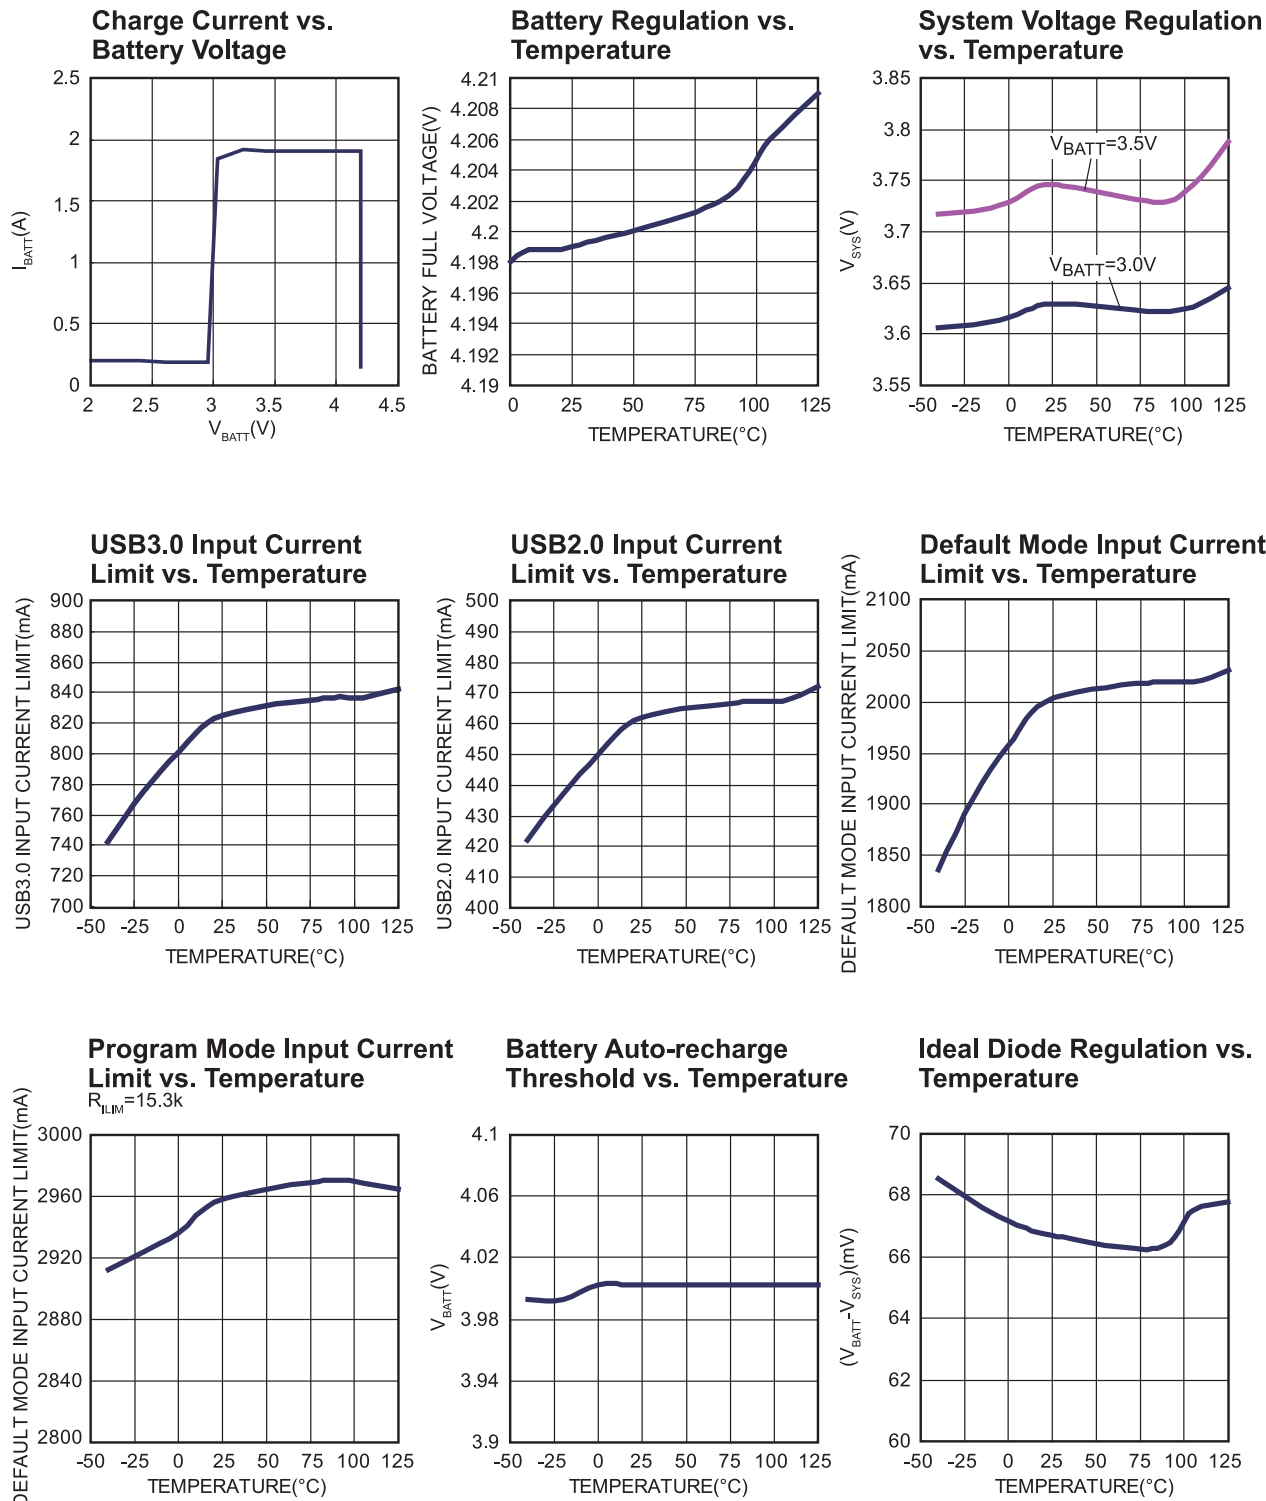 Charge Current vs.
Battery Voltage
2.5
2
1.5
1
0.5
0
I_BATT(A)
2 2.5 3 3.5 4 4.5
V_BATT(V)
Battery Regulation vs.
Temperature
4.21
4.208
4.206
4.204
4.202
4.2
4.198
4.196
4.194
4.192
4.19
BATTERY FULL VOLTAGE(V)
0 25 50 75 100 125
TEMPERATURE(°C)
System Voltage Regulation
vs. Temperature
3.85
3.8
3.75
3.7
3.65
3.6
3.55
V_SYS(V)
V_BATT=3.5V
V_BATT=3.0V
-50 -25 0 25 50 75 100 125
TEMPERATURE(°C)
USB3.0 Input Current
Limit vs. Temperature
900
880
860
840
820
800
780
760
740
720
700
USB3.0 INPUT CURRENT LIMIT(mA)
-50 -25 0 25 50 75 100 125
TEMPERATURE(°C)
USB2.0 Input Current
Limit vs. Temperature
500
490
480
470
460
450
440
430
420
410
400
USB2.0 INPUT CURRENT LIMIT(mA)
-50 -25 0 25 50 75 100 125
TEMPERATURE(°C)
Default Mode Input Current
Limit vs. Temperature
2100
2050
2000
1950
1900
1850
1800
DEFAULT MODE INPUT CURRENT LIMIT(mA)
-50 -25 0 25 50 75 100 125
TEMPERATURE(°C)
Program Mode Input Current
Limit vs. Temperature
R_ILIM=15.3k
3000
2960
2920
2880
2840
2800
DEFAULT MODE INPUT CURRENT LIMIT(mA)
-50 -25 0 25 50 75 100 125
TEMPERATURE(°C)
Battery Auto-recharge
Threshold vs. Temperature
4.1
4.06
4.02
3.98
3.94
3.9
V_BATT(V)
-50 -25 0 25 50 75 100 125
TEMPERATURE(°C)
Ideal Diode Regulation vs.
Temperature
70
68
66
64
62
60
(V_BATT-V_SYS)(mV)
-50 -25 0 25 50 75 100 125
TEMPERATURE(°C)